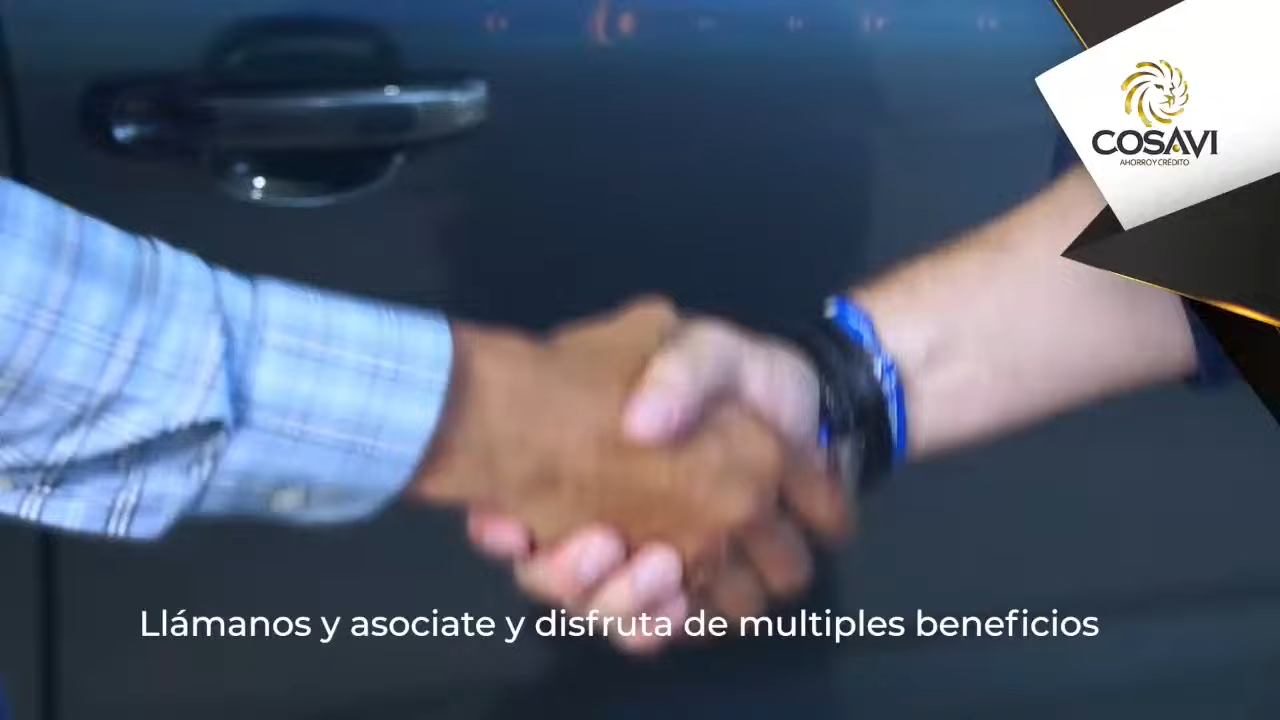 COSAVI
AHORRO Y CRÉDITO
Llámanos y asociate y disfruta de multiples beneficios